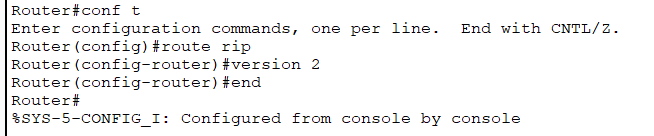 Router#conf t
Enter configuration commands, one per line.  End with CNTL/Z.
Router(config)#route rip
Router(config-router)#version 2
Router(config-router)#end
Router#
%SYS-5-CONFIG_I: Configured from console by console